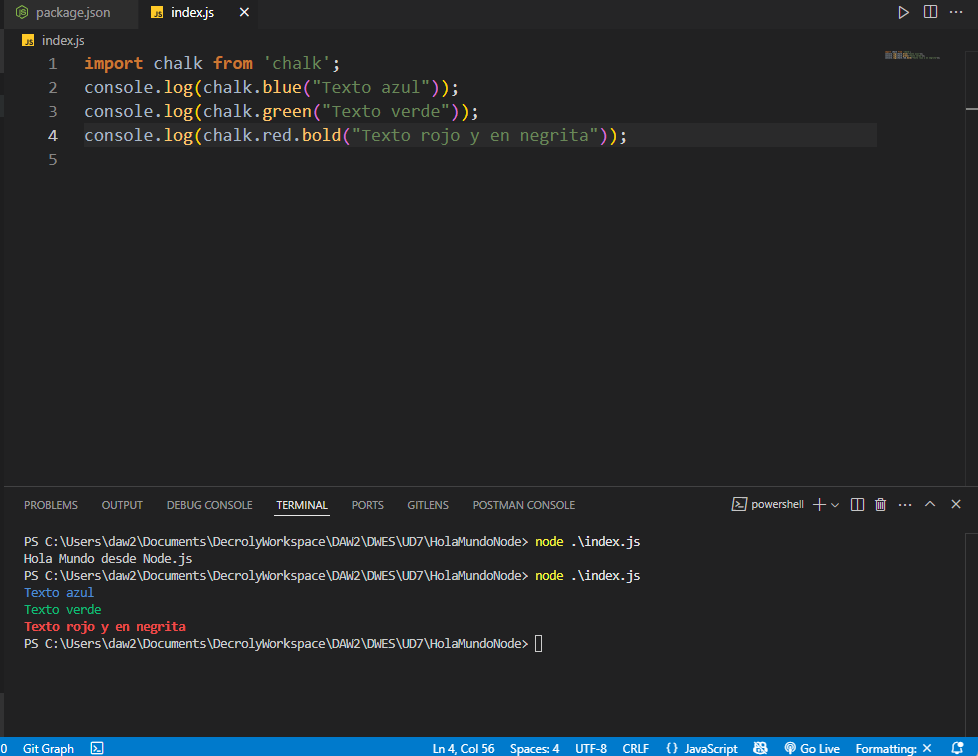 package.json
JS index.js
JS index.js
1 import chalk from 'chalk';
2 console.log(chalk.blue("Texto azul"));
3 console.log(chalk.green("Texto verde"));
4 console.log(chalk.red.bold("Texto rojo y en negrita"));
5
PROBLEMS OUTPUT DEBUG CONSOLE TERMINAL PORTS GITLENS POSTMAN CONSOLE powershell
PS C:\Users\daw2\Documents\DecrolyWorkspace\DAW2\DWES\UD7\HolaMundoNode> node .\index.js
Hola Mundo desde Node.js
PS C:\Users\daw2\Documents\DecrolyWorkspace\DAW2\DWES\UD7\HolaMundoNode> node .\index.js
Texto azul
Texto verde
Texto rojo y en negrita
PS C:\Users\daw2\Documents\DecrolyWorkspace\DAW2\DWES\UD7\HolaMundoNode>
0 Git Graph Ln 4, Col 56 Spaces: 4 UTF-8 CRLF {} JavaScript Go Live Formatting: ×